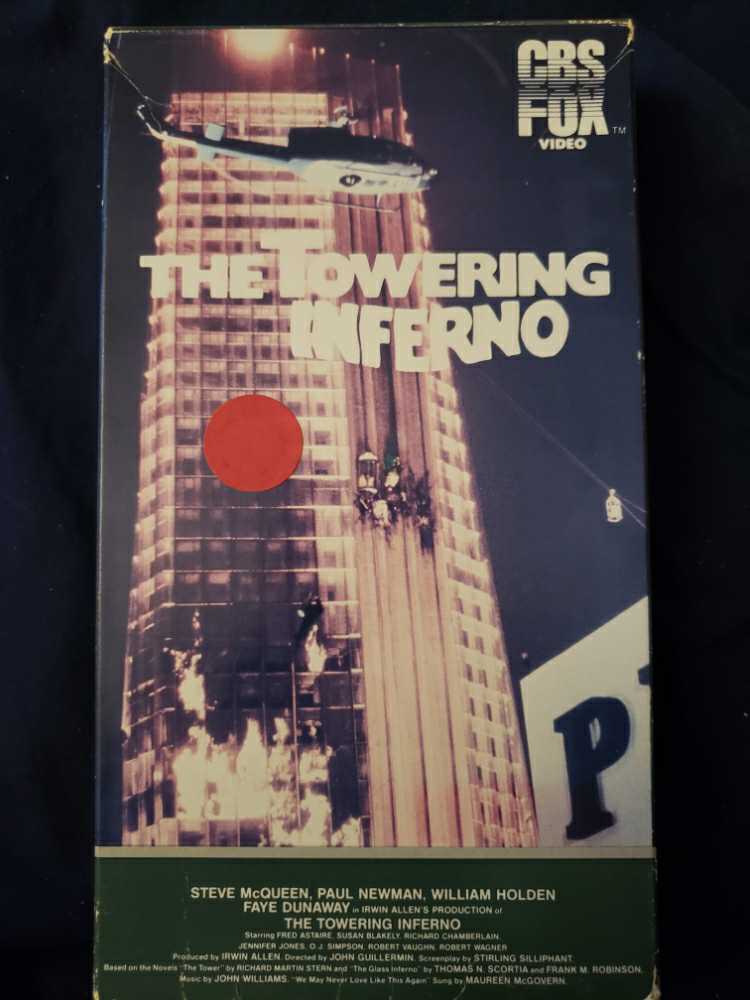 CBS
FOX
VIDEO
TM
THE TOWERING
INFERNO
P
STEVE McQUEEN, PAUL NEWMAN, WILLIAM HOLDEN
FAYE DUNAWAY in IRWIN ALLEN'S PRODUCTION of
THE TOWERING INFERNO
Starring FRED ASTAIRE, SUSAN BLAKELY, RICHARD CHAMBERLAIN,
JENNIFER JONES, O.J. SIMPSON, ROBERT VAUGHN, ROBERT WAGNER
Produced by IRWIN ALLEN. Directed by JOHN GUILLERMIN. Screenplay by STIRLING SILLIPHANT.
Based on the Novels "The Tower" by RICHARD MARTIN STERN and "The Glass Inferno" by THOMAS N. SCORTIA and FRANK M. ROBINSON.
Music by JOHN WILLIAMS. "We May Never Love Like This Again" Sung by MAUREEN McGOVERN.